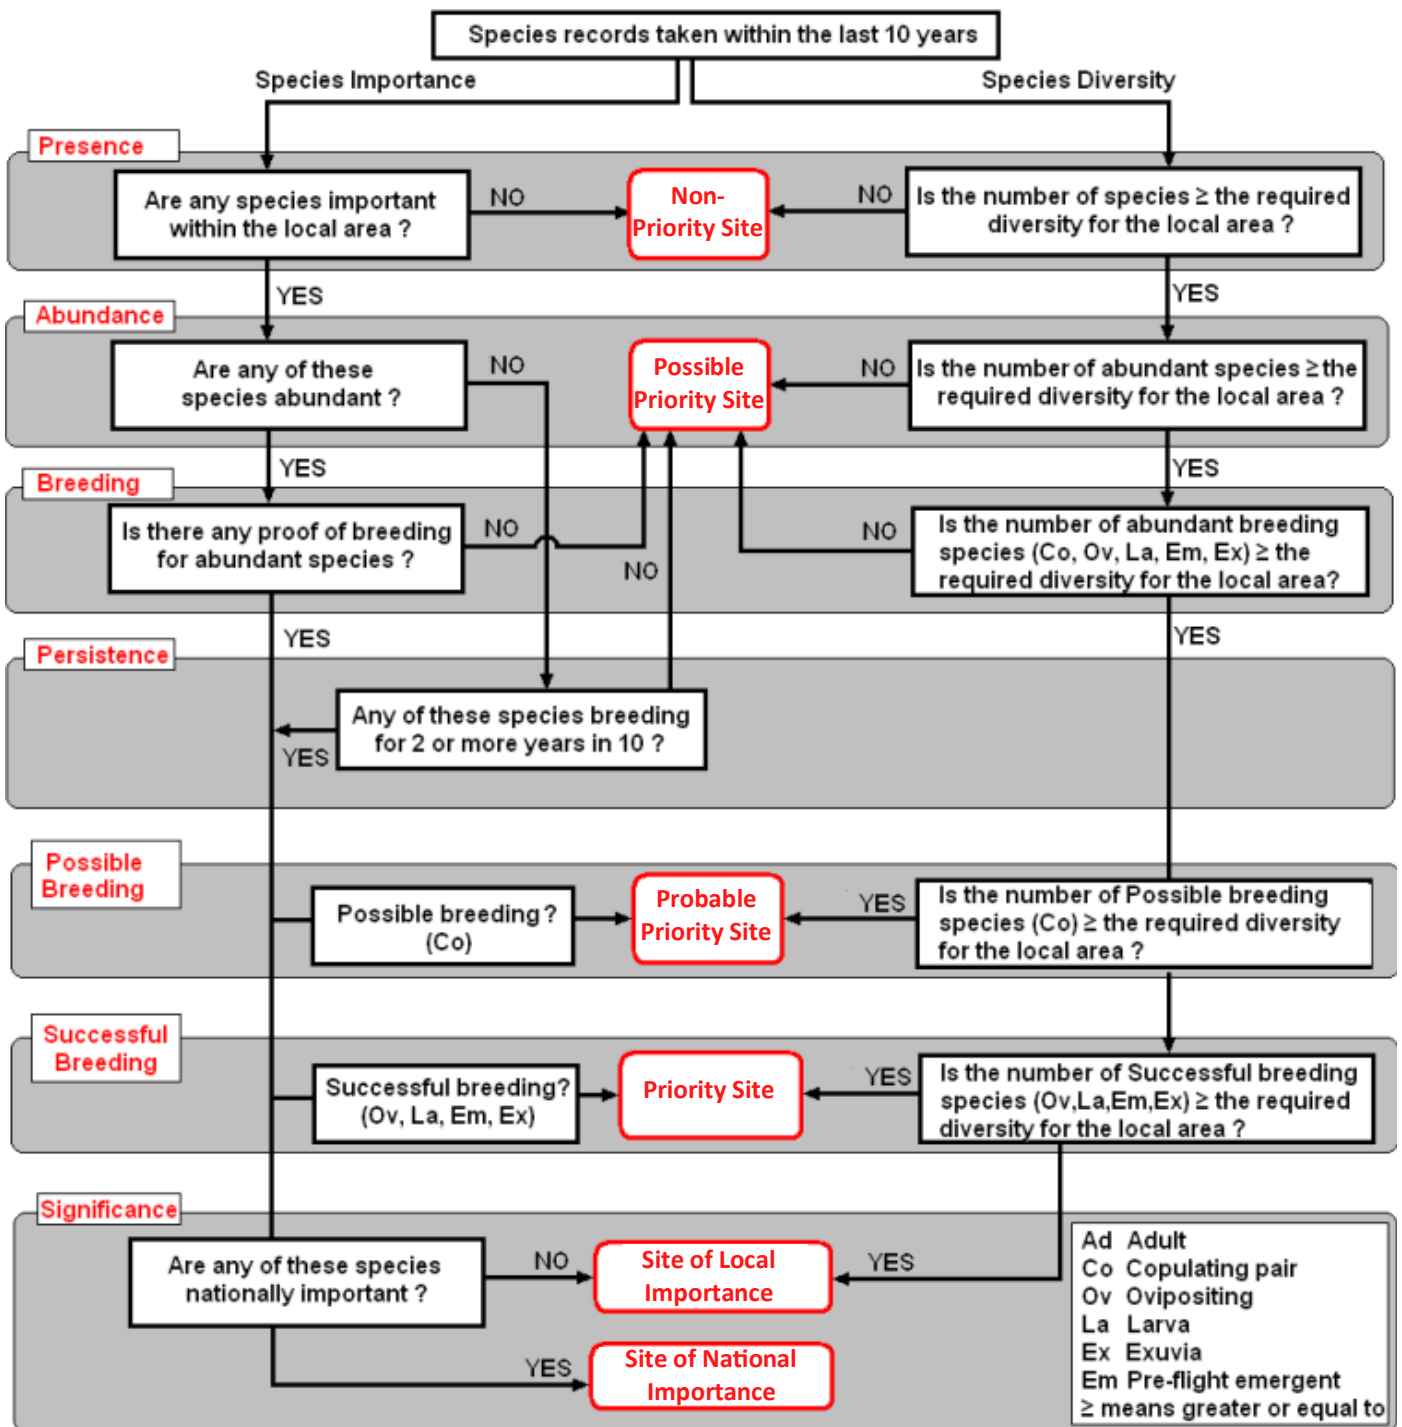 Species records taken within the last 10 years
Species Importance
Species Diversity
Presence
Are any species important
within the local area ?
NO
Non-
Priority Site
NO
Is the number of species ≥ the required
diversity for the local area ?
YES
YES
Abundance
Are any of these
species abundant ?
NO
Possible
Priority Site
NO
Is the number of abundant species ≥ the
required diversity for the local area ?
YES
YES
Breeding
Is there any proof of breeding
for abundant species ?
NO
NO
NO
Is the number of abundant breeding
species (Co, Ov, La, Em, Ex) ≥ the
required diversity for the local area?
YES
YES
Persistence
Any of these species breeding
for 2 or more years in 10 ?
YES
Possible
Breeding
Possible breeding ?
(Co)
Probable
Priority Site
YES
Is the number of Possible breeding
species (Co) ≥ the required diversity
for the local area ?
Successful
Breeding
Successful breeding?
(Ov, La, Em, Ex)
Priority Site
YES
Is the number of Successful breeding
species (Ov,La,Em,Ex) ≥ the required
diversity for the local area ?
Significance
Are any of these species
nationally important ?
NO
Site of Local
Importance
YES
YES
Site of National
Importance
Ad Adult
Co Copulating pair
Ov Ovipositing
La Larva
Ex Exuvia
Em Pre-flight emergent
≥ means greater or equal to